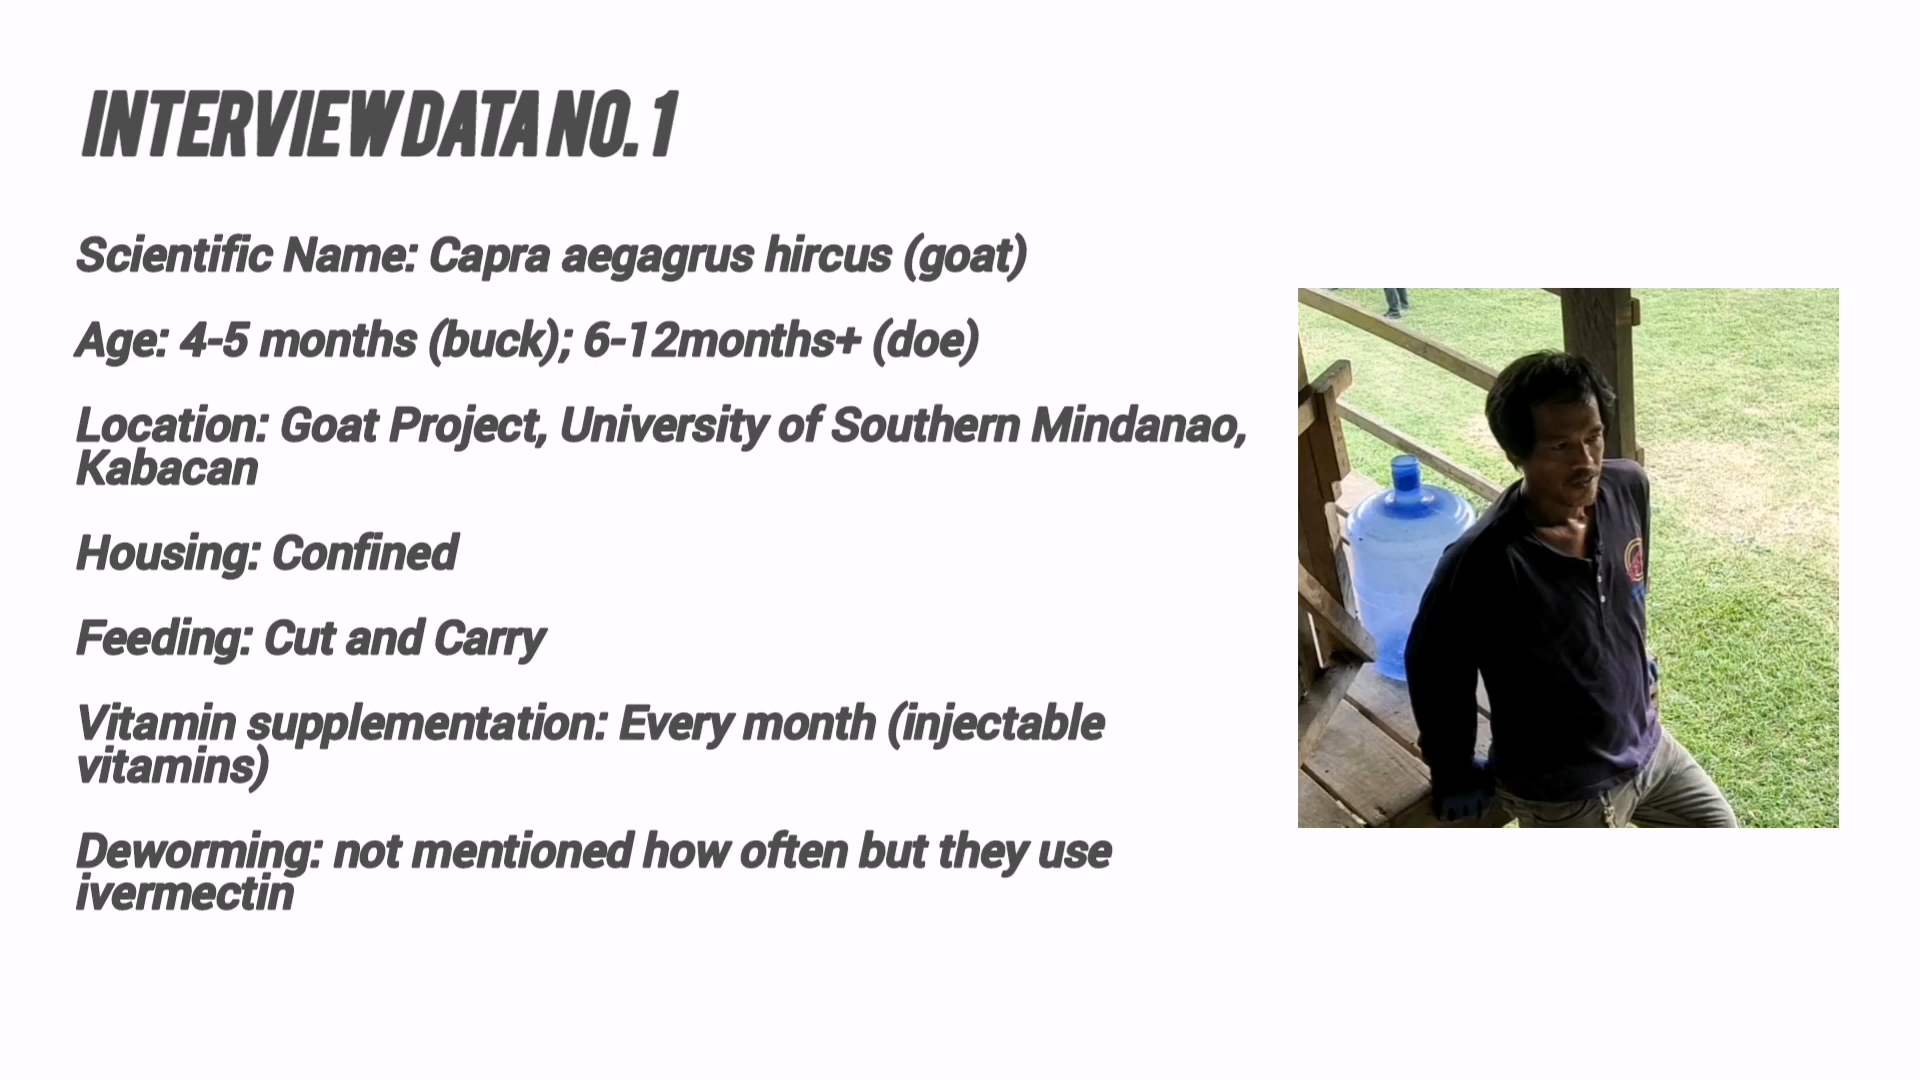 INTERVIEW DATA NO. 1
Scientific Name: Capra aegagrus hircus (goat)
Age: 4-5 months (buck); 6-12months+ (doe)
Location: Goat Project, University of Southern Mindanao,
Kabacan
Housing: Confined
Feeding: Cut and Carry
Vitamin supplementation: Every month (injectable
vitamins)
Deworming: not mentioned how often but they use
ivermectin